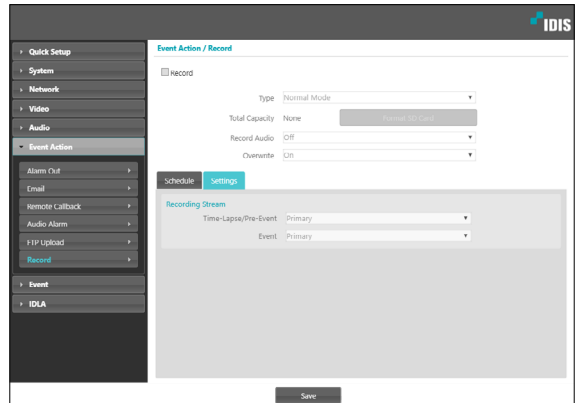 IDIS
Quick Setup
System
Network
Video
Audio
Event Action
Alarm Out
Email
Remote Callback
Audio Alarm
FTP Upload
Record
Event
IDLA
Event Action / Record
Record
Type Normal Mode
Total Capacity None Format SD Card
Record Audio Off
Overwrite On
Schedule Settings
Recording Stream
Time-Lapse/Pre-Event Primary
Event Primary
Save